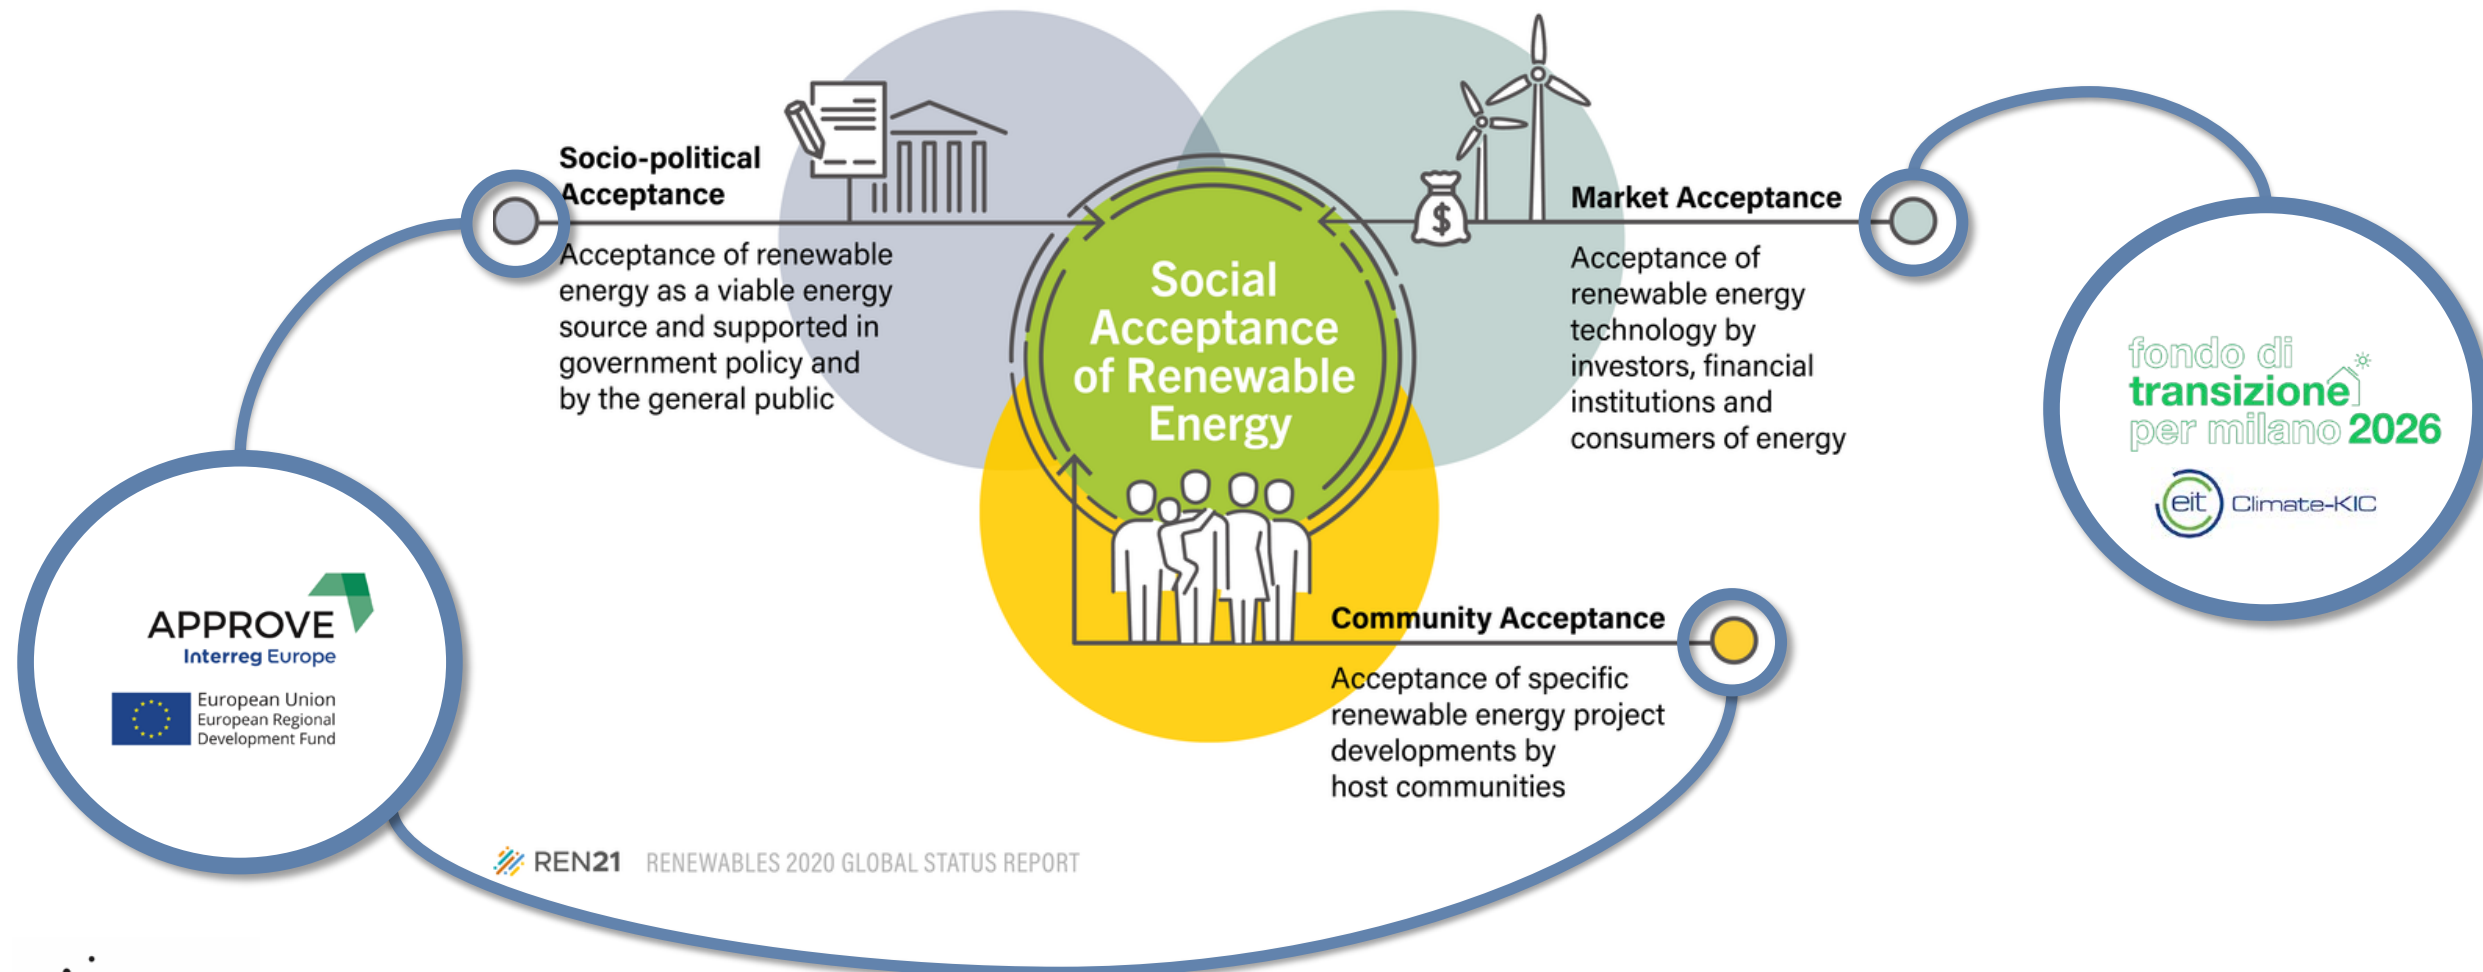 Socio-political
Acceptance
Acceptance of renewable
energy as a viable energy
source and supported in
government policy and
by the general public
$
Market Acceptance
Acceptance of
renewable energy
technology by
investors, financial
institutions and
consumers of energy
Social
Acceptance
of Renewable
Energy
Community Acceptance
Acceptance of specific
renewable energy project
developments by
host communities
fondo di
transizione
per milano 2026
eit Climate-KIC
APPROVE
Interreg Europe
European Union
European Regional
Development Fund
REN21 RENEWABLES 2020 GLOBAL STATUS REPORT